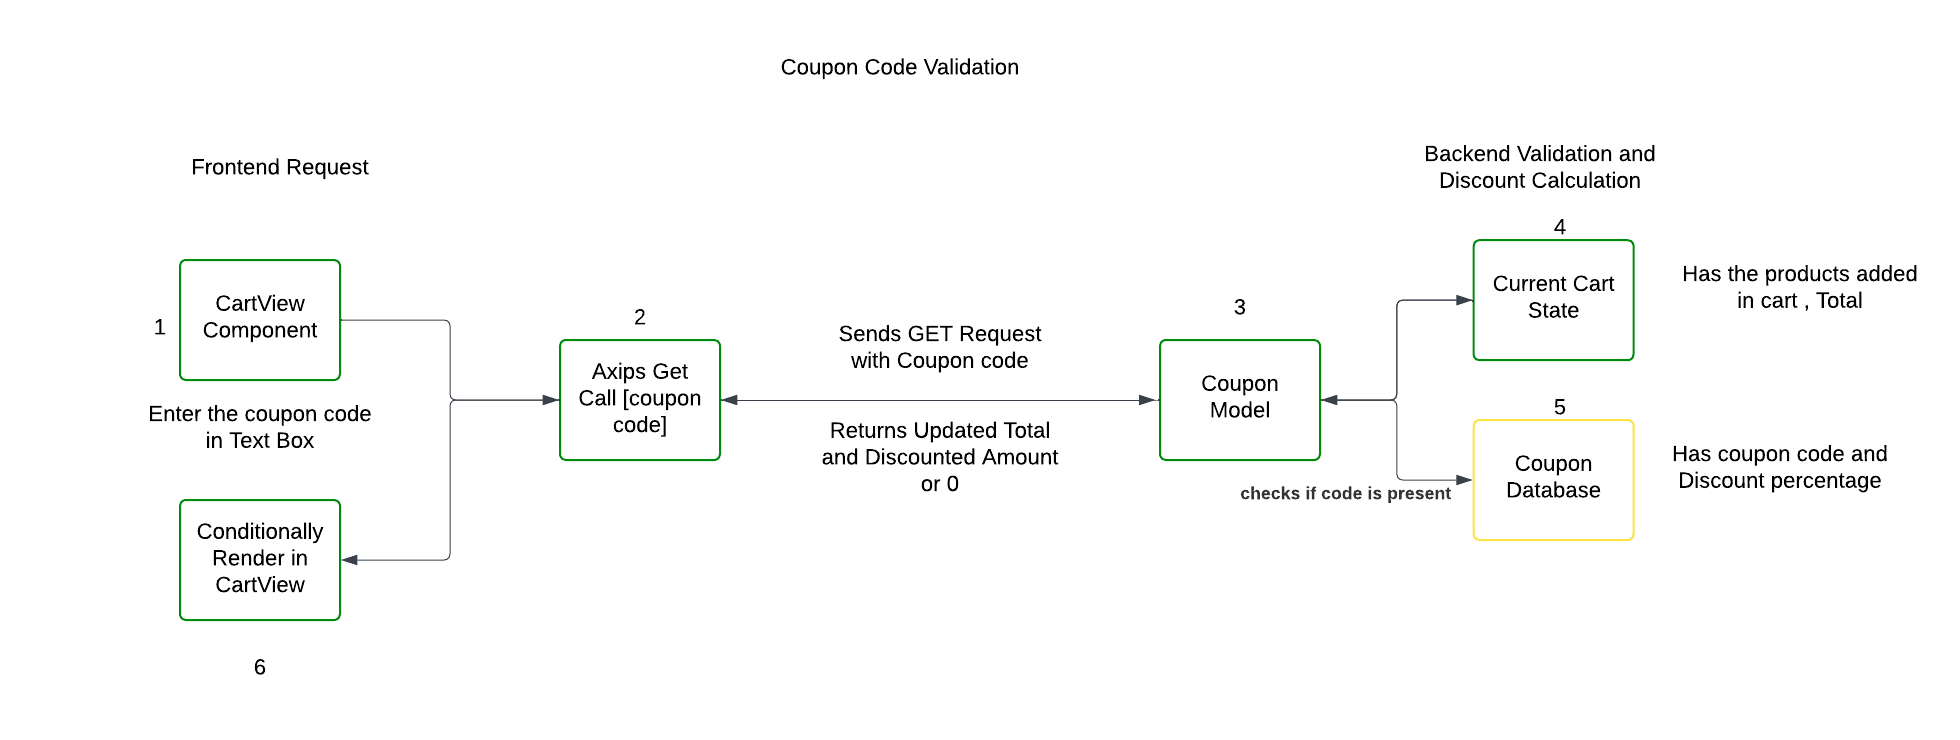 Coupon Code Validation
Frontend Request
Backend Validation and
Discount Calculation
1
CartView
Component
Enter the coupon code
in Text Box
2
Axips Get
Call [coupon
code]
Sends GET Request
with Coupon code
Returns Updated Total
and Discounted Amount
or 0
3
Coupon
Model
4
Current Cart
State
Has the products added
in cart , Total
checks if code is present
5
Coupon
Database
Has coupon code and
Discount percentage
Conditionally
Render in
CartView
6